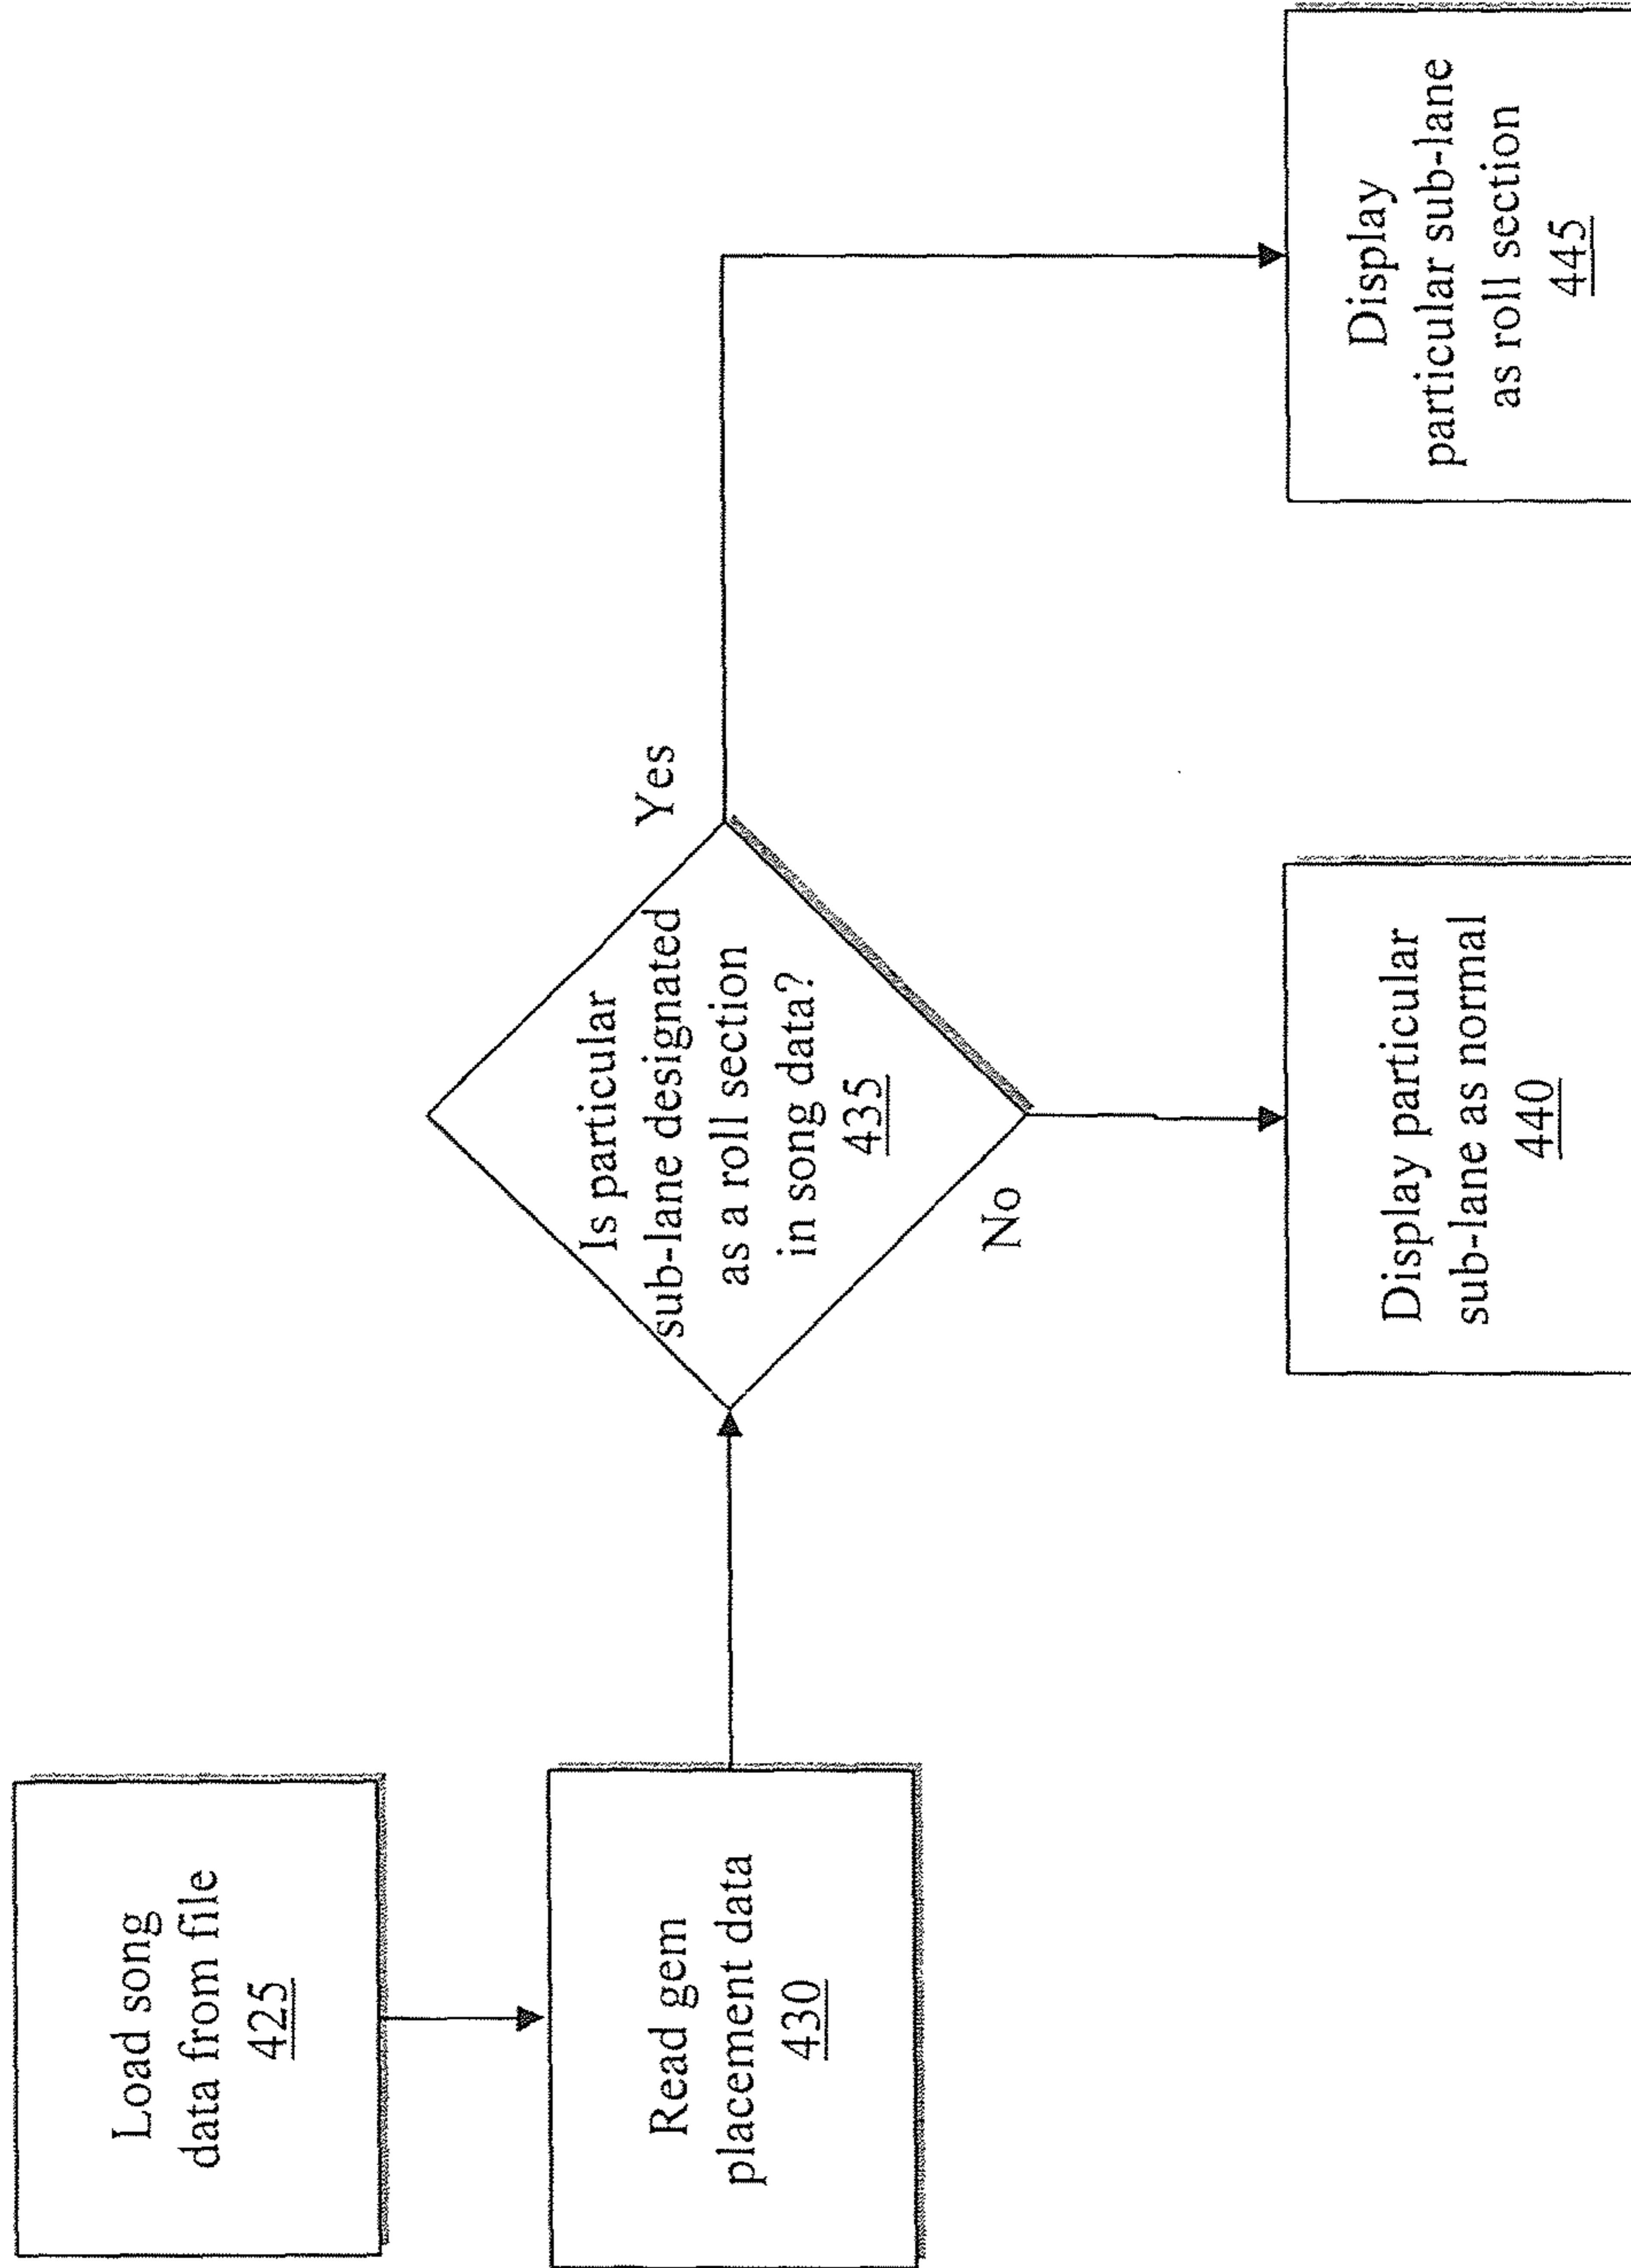 Load song
data from file
425
Read gem
placement data
430
Is particular
sub-lane designated
as a roll section
in song data?
435
Yes
No
Display particular
sub-lane as normal
440
Display
particular sub-lane
as roll section
445